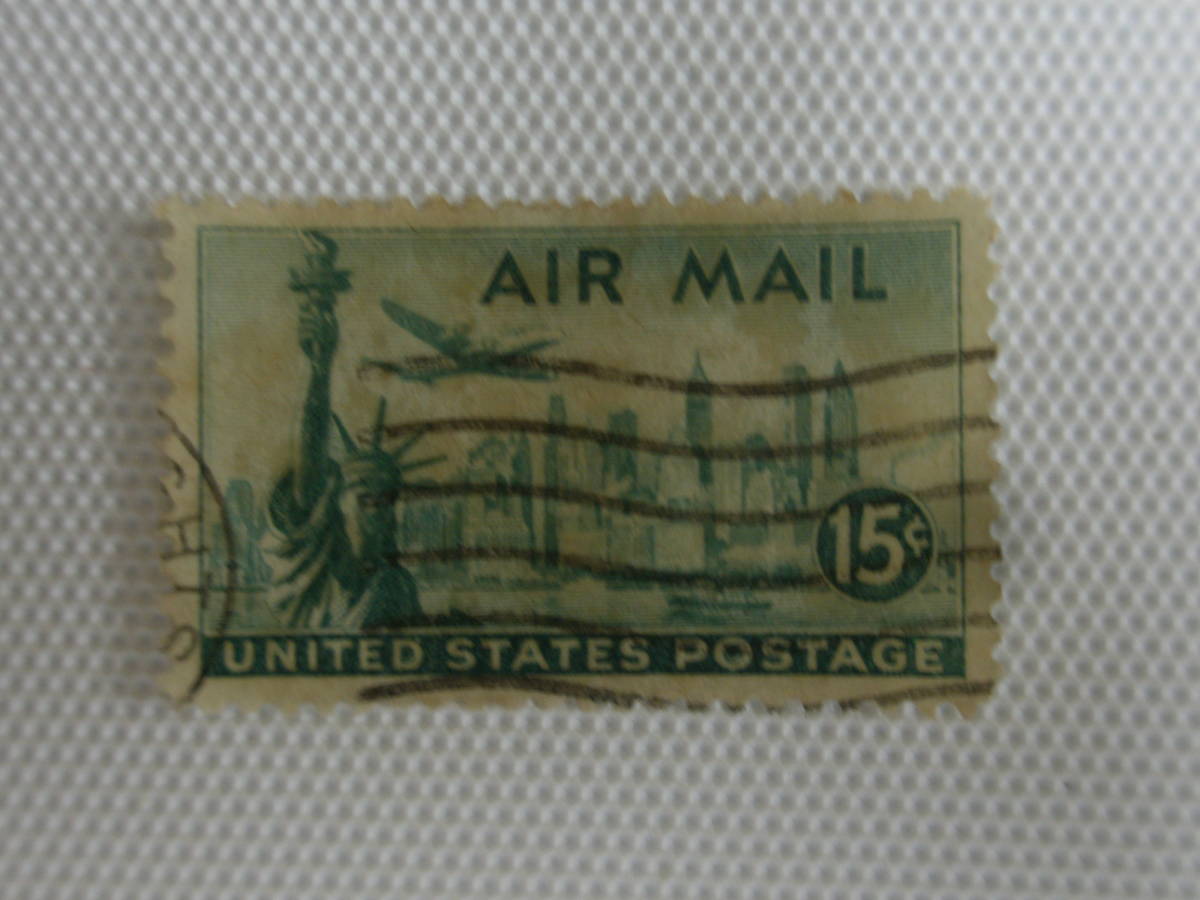 AIR MAIL
15¢
UNITED STATES POSTAGE